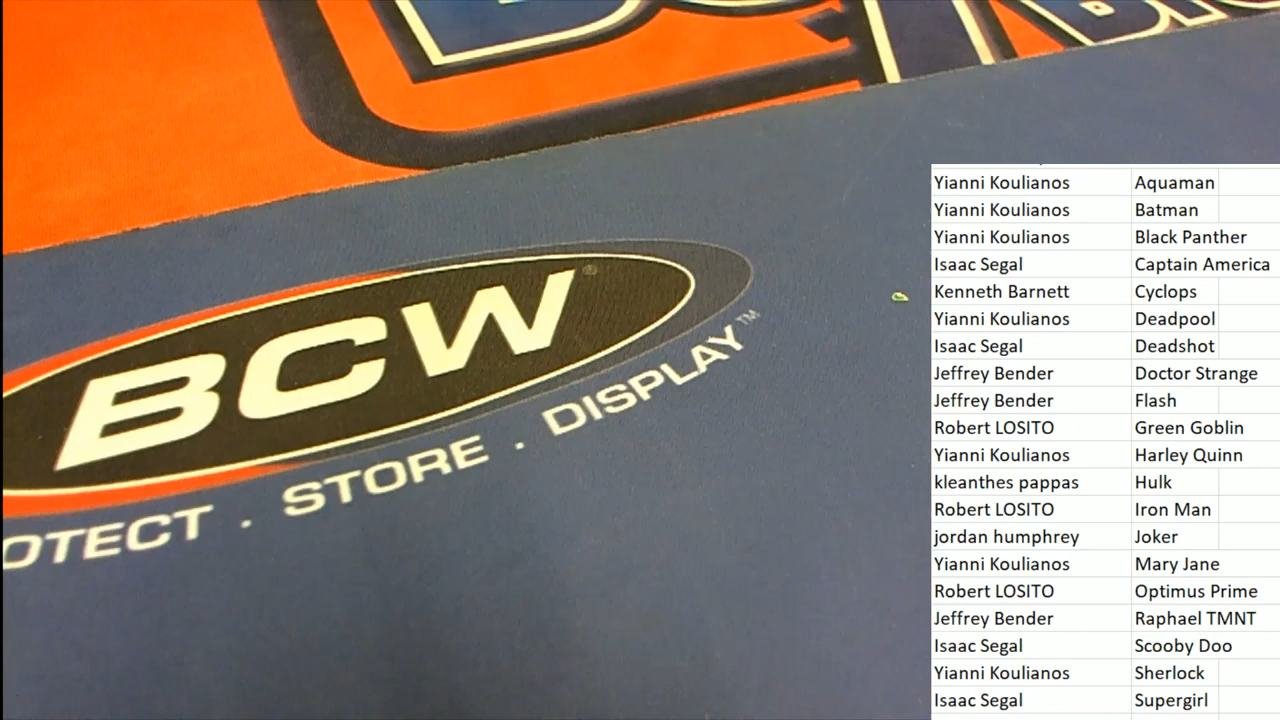 BCW®
OTECT . STORE . DISPLAY™
Yianni Koulianos Aquaman
Yianni Koulianos Batman
Yianni Koulianos Black Panther
Isaac Segal Captain America
Kenneth Barnett Cyclops
Yianni Koulianos Deadpool
Isaac Segal Deadshot
Jeffrey Bender Doctor Strange
Jeffrey Bender Flash
Robert LOSITO Green Goblin
Yianni Koulianos Harley Quinn
kleanthes pappas Hulk
Robert LOSITO Iron Man
jordan humphrey Joker
Yianni Koulianos Mary Jane
Robert LOSITO Optimus Prime
Jeffrey Bender Raphael TMNT
Isaac Segal Scooby Doo
Yianni Koulianos Sherlock
Isaac Segal Supergirl